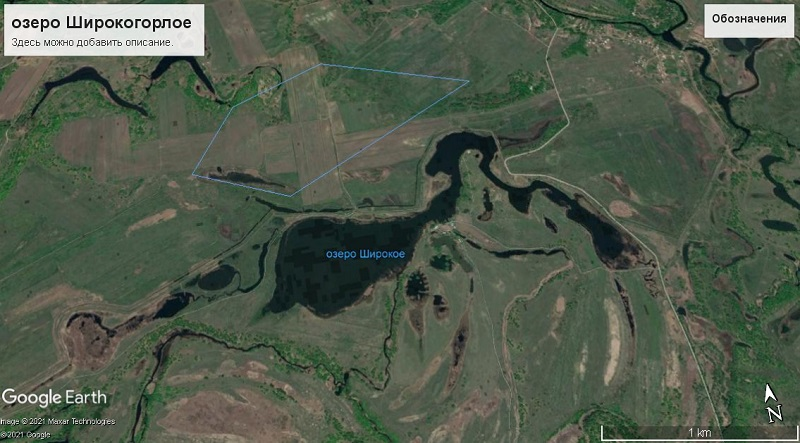 озеро Широкогорлое
Здесь можно добавить описание.
Обозначения
озеро Широкое
Google Earth
Image © 2021 Maxar Technologies
©2021 Google
N
1 km